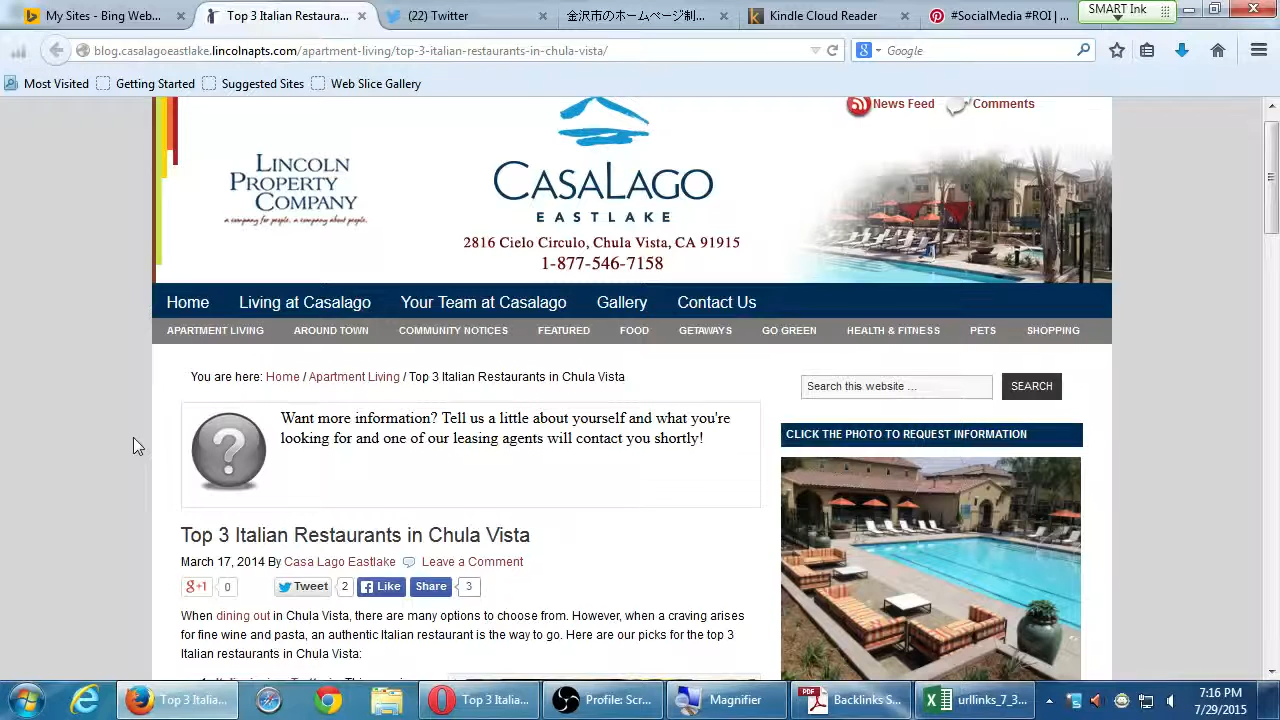 My Sites - Bing Web...
Top 3 Italian Restaura...
(22) Twitter
金沢市のホームページ制...
Kindle Cloud Reader
#SocialMedia #ROI | ...
SMART Ink
blog.casalagoeastlake.lincolnapts.com/apartment-living/top-3-italian-restaurants-in-chula-vista/
Google
Most Visited
Getting Started
Suggested Sites
Web Slice Gallery
News Feed
Comments
LINCOLN
PROPERTY
COMPANY
a company for people. a company about people.
CASALAGO
EASTLAKE
2816 Cielo Circulo, Chula Vista, CA 91915
1-877-546-7158
Home Living at Casalago Your Team at Casalago Gallery Contact Us
APARTMENT LIVING AROUND TOWN COMMUNITY NOTICES FEATURED FOOD GETAWAYS GO GREEN HEALTH & FITNESS PETS SHOPPING
You are here: Home / Apartment Living / Top 3 Italian Restaurants in Chula Vista
Search this website …
SEARCH
Want more information? Tell us a little about yourself and what you're
looking for and one of our leasing agents will contact you shortly!
CLICK THE PHOTO TO REQUEST INFORMATION
Top 3 Italian Restaurants in Chula Vista
March 17, 2014 By Casa Lago Eastlake Leave a Comment
g+1 0 Tweet 2 Like Share 3
When dining out in Chula Vista, there are many options to choose from. However, when a craving arises
for fine wine and pasta, an authentic Italian restaurant is the way to go. Here are our picks for the top 3
Italian restaurants in Chula Vista:
Top 3 Italia...
Top 3 Italia...
Profile: Scr...
Magnifier
Backlinks S...
urllinks_7_3...
7:16 PM
7/29/2015